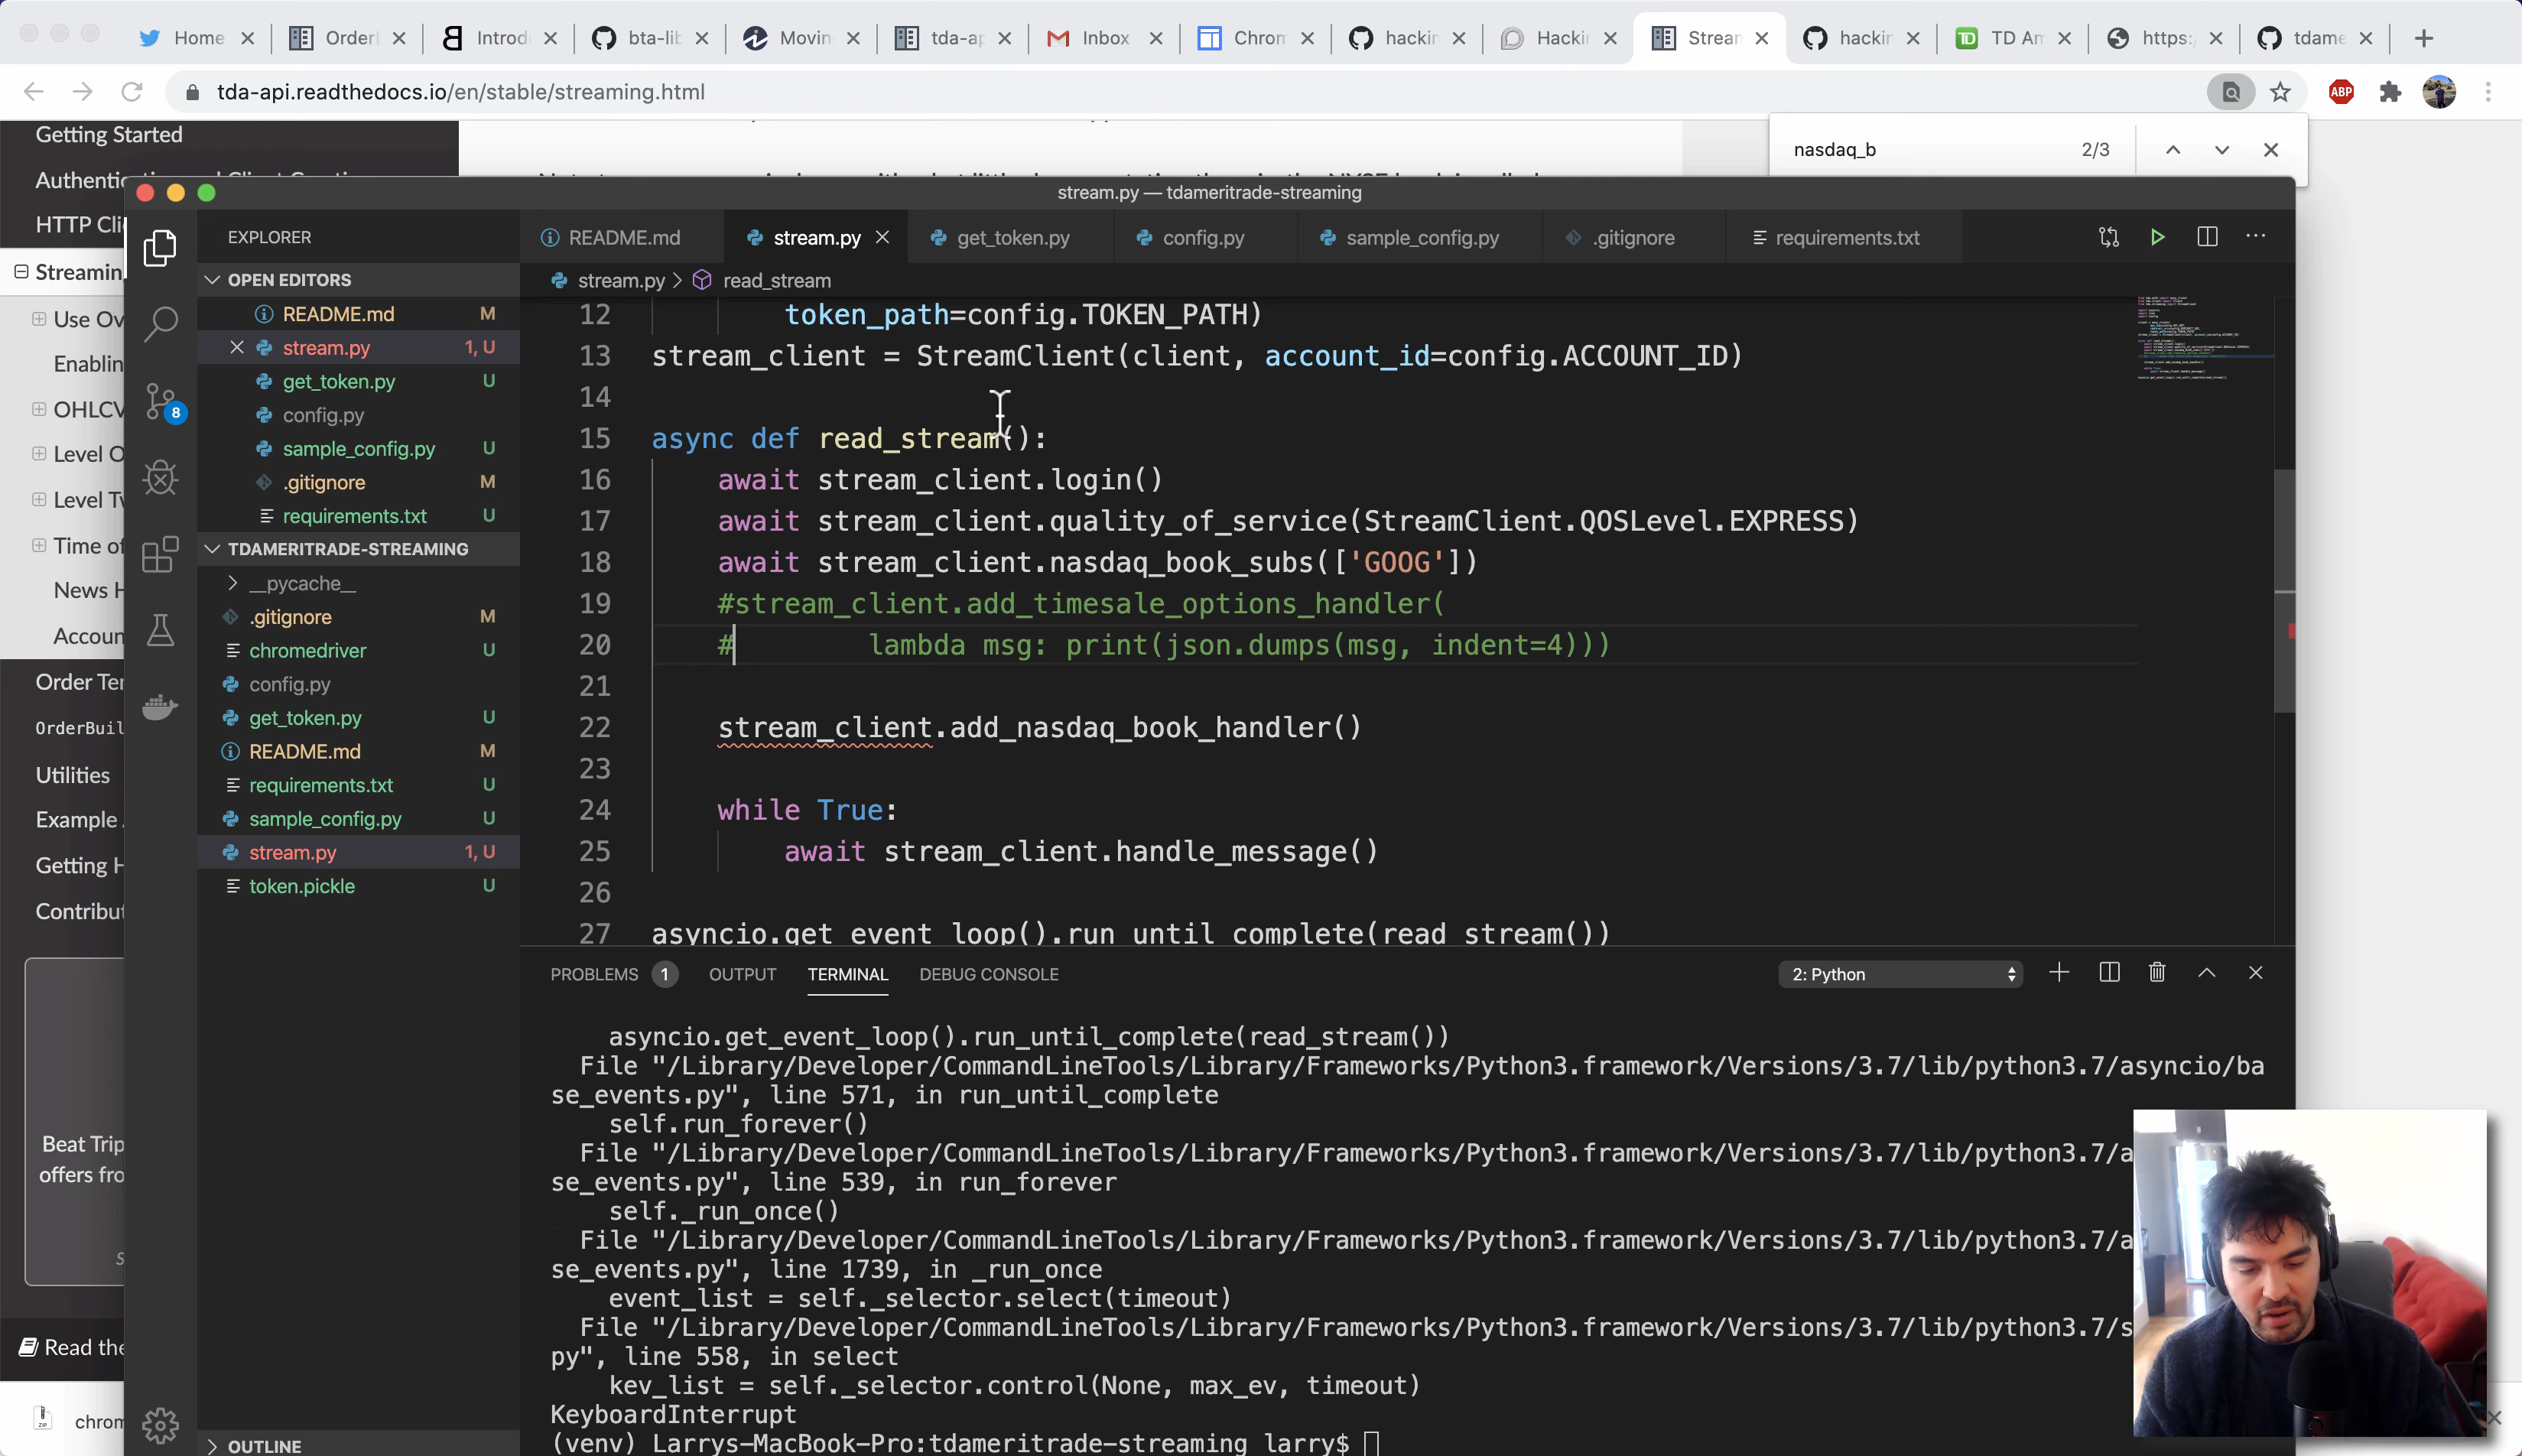 Home
Order
Introd
bta-lib
Movin
tda-ap
Inbox
Chrom
hackin
Hackin
Strean
hackin
TD An
https:/
tdame
tda-api.readthedocs.io/en/stable/streaming.html
ABP
nasdaq_b 2/3
Getting Started
HTTP Cli
Streamin
Use Ov
Enablin
OHLCV
Level O
Level Tw
Time of
News H
Accoun
Order Ter
OrderBuil
Utilities
Example
Getting H
Contribut
Beat Trip
offers fro
Read the
chrom
stream.py — tdameritrade-streaming
EXPLORER
OPEN EDITORS
README.md M
stream.py 1, U
get_token.py U
config.py
sample_config.py U
.gitignore M
requirements.txt U
8
TDAMERITRADE-STREAMING
__pycache__
.gitignore M
chromedriver U
config.py
get_token.py U
README.md M
requirements.txt U
sample_config.py U
stream.py 1, U
token.pickle U
OUTLINE
README.md
stream.py
get_token.py
config.py
sample_config.py
.gitignore
requirements.txt
stream.py > read_stream
12 token_path=config.TOKEN_PATH)
13 stream_client = StreamClient(client, account_id=config.ACCOUNT_ID)
14
15 async def read_stream():
16 await stream_client.login()
17 await stream_client.quality_of_service(StreamClient.QOSLevel.EXPRESS)
18 await stream_client.nasdaq_book_subs(['GOOG'])
19 #stream_client.add_timesale_options_handler(
20 # lambda msg: print(json.dumps(msg, indent=4)))
21
22 stream_client.add_nasdaq_book_handler()
23
24 while True:
25 await stream_client.handle_message()
26
27 asyncio.get_event_loop().run_until_complete(read_stream())
PROBLEMS 1 OUTPUT TERMINAL DEBUG CONSOLE 2: Python
asyncio.get_event_loop().run_until_complete(read_stream())
File "/Library/Developer/CommandLineTools/Library/Frameworks/Python3.framework/Versions/3.7/lib/python3.7/asyncio/ba
se_events.py", line 571, in run_until_complete
self.run_forever()
File "/Library/Developer/CommandLineTools/Library/Frameworks/Python3.framework/Versions/3.7/lib/python3.7/a
se_events.py", line 539, in run_forever
self._run_once()
File "/Library/Developer/CommandLineTools/Library/Frameworks/Python3.framework/Versions/3.7/lib/python3.7/a
se_events.py", line 1739, in _run_once
event_list = self._selector.select(timeout)
File "/Library/Developer/CommandLineTools/Library/Frameworks/Python3.framework/Versions/3.7/lib/python3.7/s
py", line 558, in select
kev_list = self._selector.control(None, max_ev, timeout)
KeyboardInterrupt
(venv) Larrys-MacBook-Pro:tdameritrade-streaming larry$